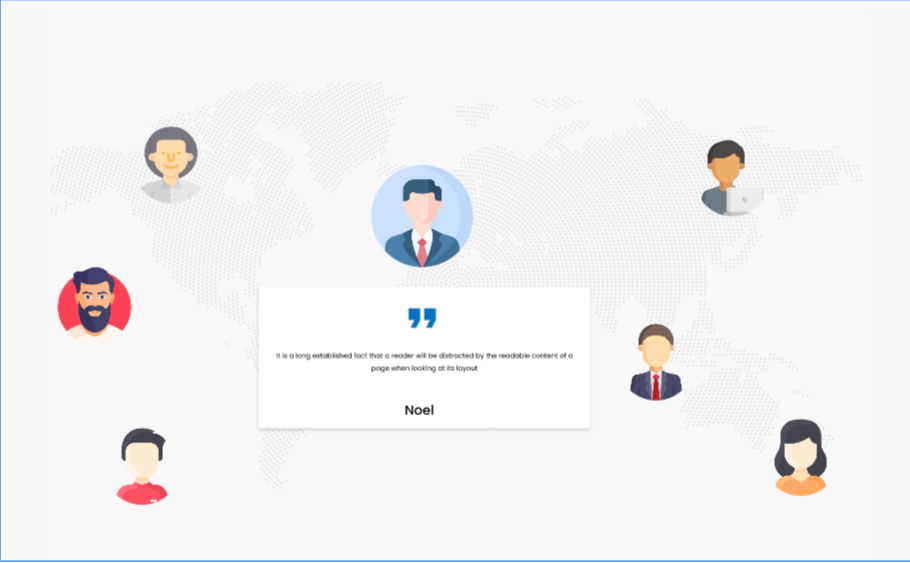 It is a long established fact that a reader will be distracted by the readable content of a
page when looking at its layout
Noel